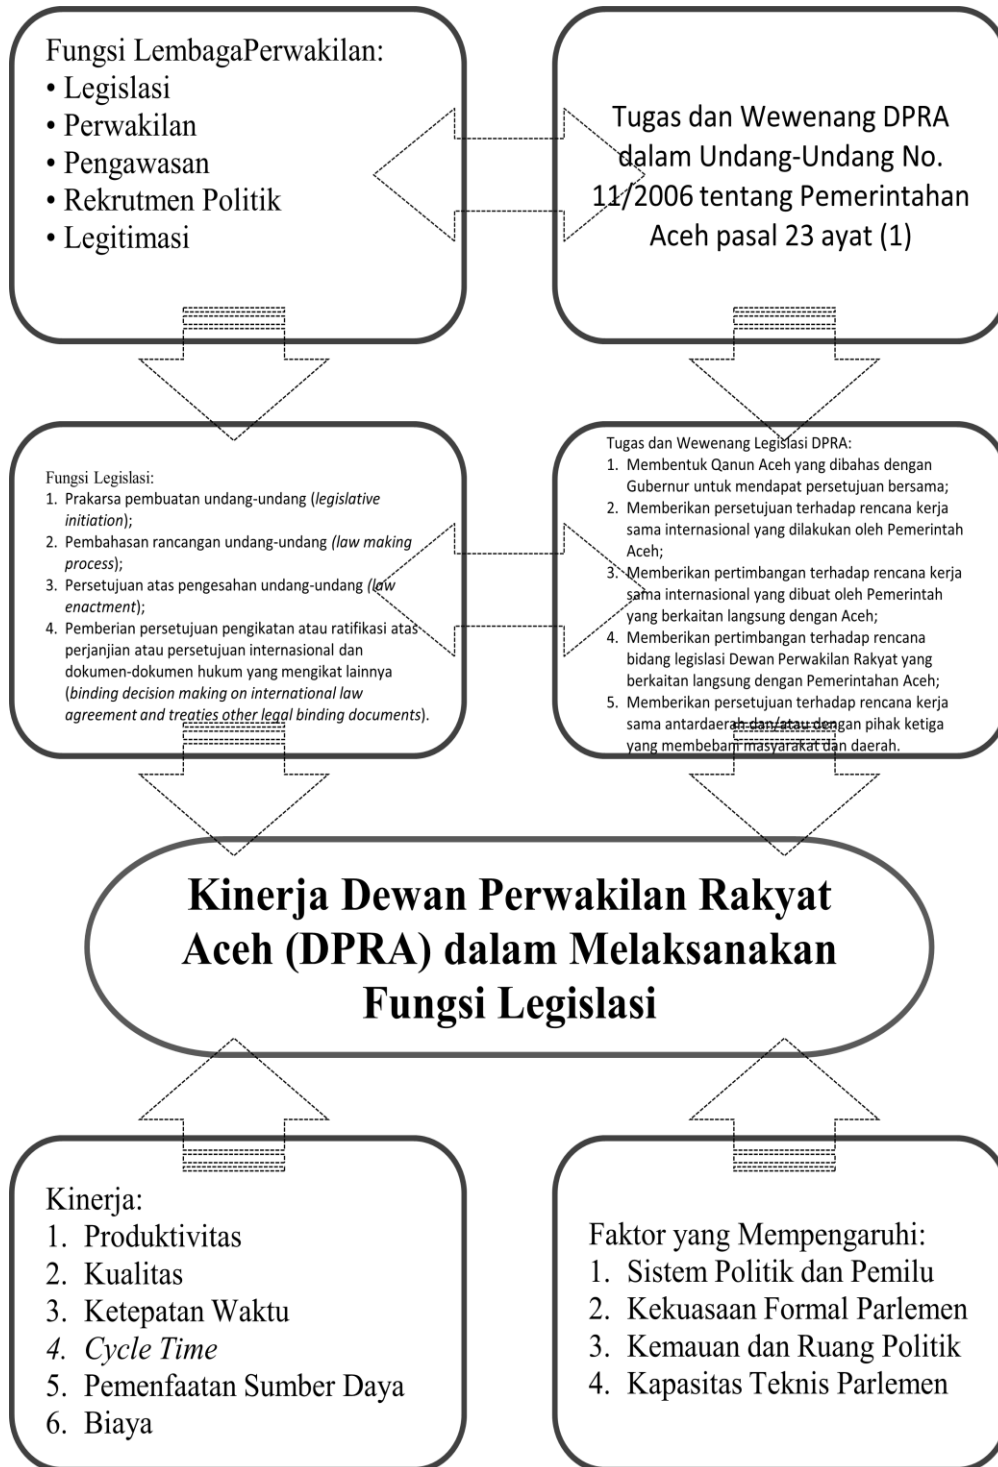 Fungsi LembagaPerwakilan:
• Legislasi
• Perwakilan
• Pengawasan
• Rekrutmen Politik
• Legitimasi
Tugas dan Wewenang DPRA
dalam Undang-Undang No.
11/2006 tentang Pemerintahan
Aceh pasal 23 ayat (1)
Fungsi Legislasi:
1. Prakarsa pembuatan undang-undang (legislative
initiation);
2. Pembahasan rancangan undang-undang (law making
process);
3. Persetujuan atas pengesahan undang-undang (law
enactment);
4. Pemberian persetujuan pengikatan atau ratifikasi atas
perjanjian atau persetujuan internasional dan
dokumen-dokumen hukum yang mengikat lainnya
(binding decision making on international law
agreement and treaties other legal binding documents).
Tugas dan Wewenang Legislasi DPRA:
1. Membentuk Qanun Aceh yang dibahas dengan
Gubernur untuk mendapat persetujuan bersama;
2. Memberikan persetujuan terhadap rencana kerja
sama internasional yang dilakukan oleh Pemerintah
Aceh;
3. Memberikan pertimbangan terhadap rencana kerja
sama internasional yang dibuat oleh Pemerintah
yang berkaitan langsung dengan Aceh;
4. Memberikan pertimbangan terhadap rencana
bidang legislasi Dewan Perwakilan Rakyat yang
berkaitan langsung dengan Pemerintahan Aceh;
5. Memberikan persetujuan terhadap rencana kerja
sama antardaerah dan/atau dengan pihak ketiga
yang membebani masyarakat dan daerah.
Kinerja Dewan Perwakilan Rakyat
Aceh (DPRA) dalam Melaksanakan
Fungsi Legislasi
Kinerja:
1. Produktivitas
2. Kualitas
3. Ketepatan Waktu
4. Cycle Time
5. Pemenfaatan Sumber Daya
6. Biaya
Faktor yang Mempengaruhi:
1. Sistem Politik dan Pemilu
2. Kekuasaan Formal Parlemen
3. Kemauan dan Ruang Politik
4. Kapasitas Teknis Parlemen